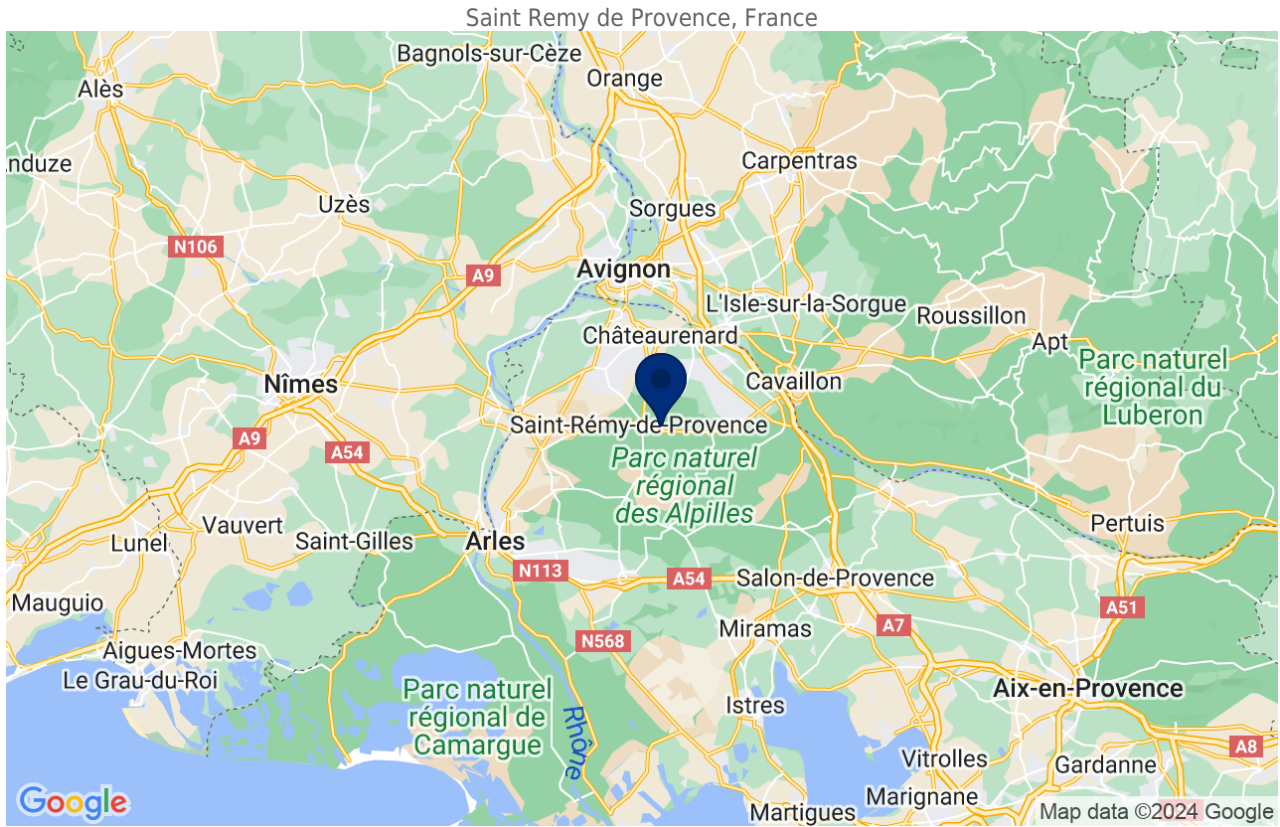 Saint Remy de Provence, France
Bagnols-sur-Cèze
Orange
Alès
Carpentras
nduze
Uzès
Sorgues
N106
Avignon
A9
L'Isle-sur-la-Sorgue
Roussillon
Châteaurenard
Apt
Parc naturel
régional du
Luberon
Nîmes
Cavaillon
Saint-Rémy-de-Provence
A9
A54
Parc naturel
régional
des Alpilles
Vauvert
Pertuis
Lunel
Saint-Gilles
Arles
N113
A54
Salon-de-Provence
Mauguio
A51
Miramas
A7
N568
Aigues-Mortes
Le Grau-du-Roi
Parc naturel
régional de
Camargue
Aix-en-Provence
Istres
Rhône
A8
Vitrolles
Gardanne
Marignane
Martigues
Google
Map data ©2024 Google